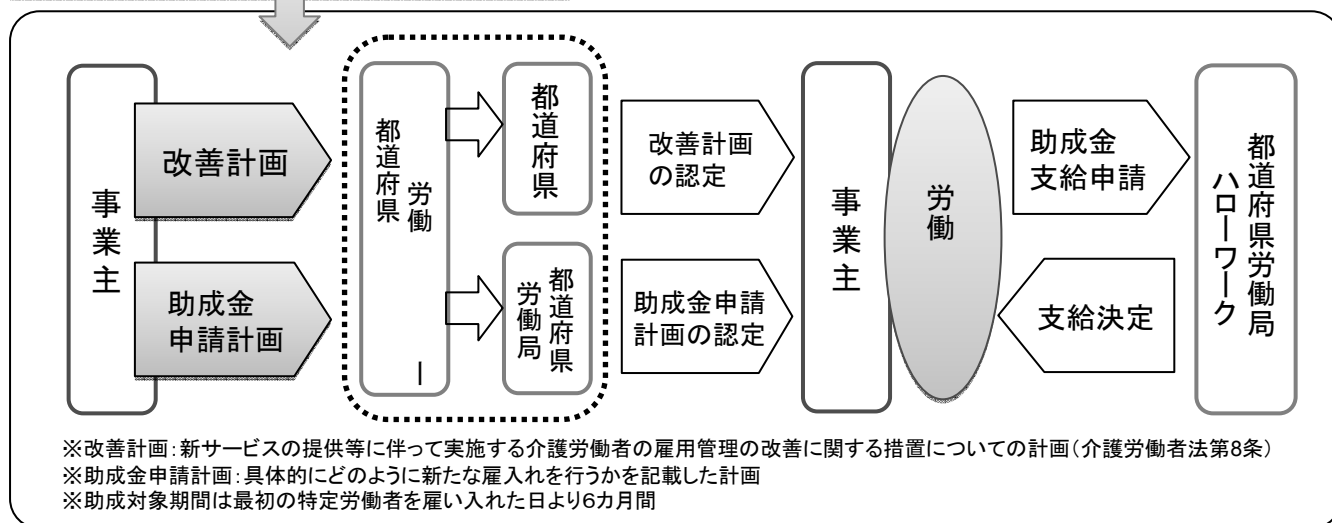 事業主
改善計画
助成金
申請計画
都道府県
労働
ー
都道府県
都道府県
労働局
改善計画
の認定
助成金申請
計画の認定
事業主
労働
助成金
支給申請
支給決定
都道府県労働局
ハローワーク
※改善計画：新サービスの提供等に伴って実施する介護労働者の雇用管理の改善に関する措置についての計画（介護労働者法第8条）
※助成金申請計画：具体的にどのように新たな雇入れを行うかを記載した計画
※助成対象期間は最初の特定労働者を雇い入れた日より6カ月間